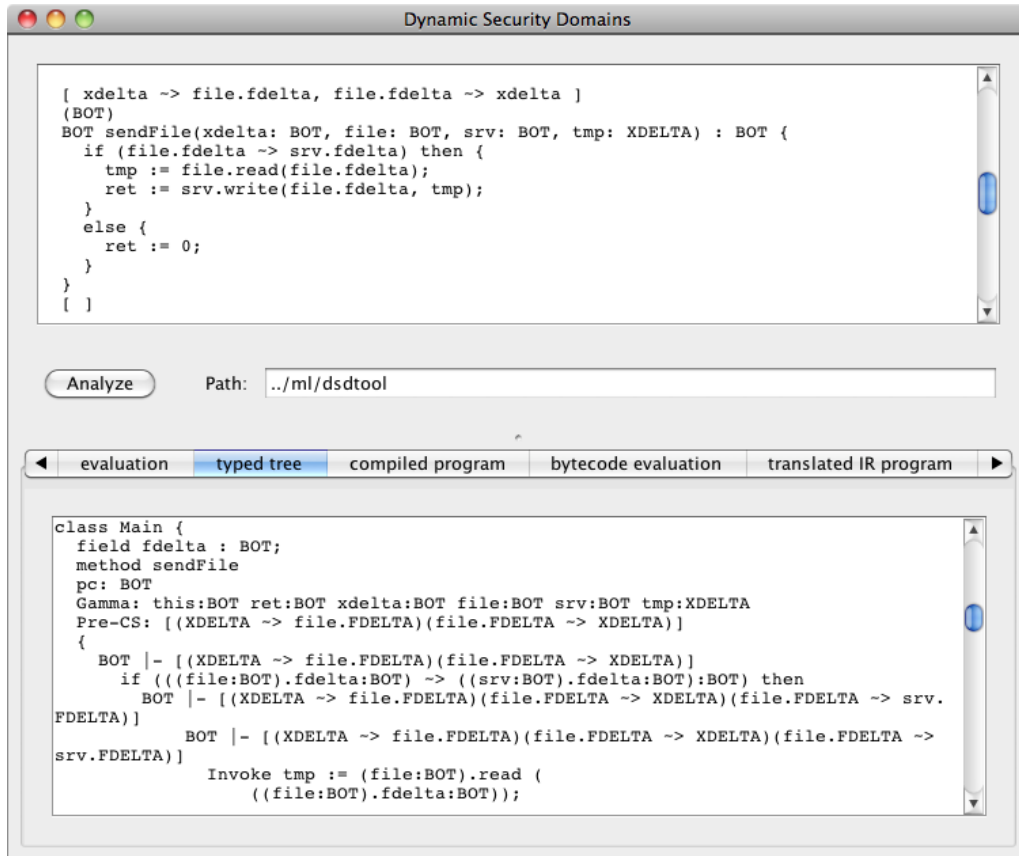 Dynamic Security Domains
[ xdelta ~> file.fdelta, file.fdelta ~> xdelta ]
(BOT)
BOT sendFile(xdelta: BOT, file: BOT, srv: BOT, tmp: XDELTA) : BOT {
if (file.fdelta ~> srv.fdelta) then {
tmp := file.read(file.fdelta);
ret := srv.write(file.fdelta, tmp);
}
else {
ret := 0;
}
}
[ ]
Analyze Path: ../ml/dsdtool
evaluation typed tree compiled program bytecode evaluation translated IR program
class Main {
field fdelta : BOT;
method sendFile
pc: BOT
Gamma: this:BOT ret:BOT xdelta:BOT file:BOT srv:BOT tmp:XDELTA
Pre-CS: [(XDELTA ~> file.FDELTA)(file.FDELTA ~> XDELTA)]
{
BOT |- [(XDELTA ~> file.FDELTA)(file.FDELTA ~> XDELTA)]
if (((file:BOT).fdelta:BOT) ~> ((srv:BOT).fdelta:BOT):BOT) then
BOT |- [(XDELTA ~> file.FDELTA)(file.FDELTA ~> XDELTA)(file.FDELTA ~> srv.
FDELTA)]
BOT |- [(XDELTA ~> file.FDELTA)(file.FDELTA ~> XDELTA)(file.FDELTA ~>
srv.FDELTA)]
Invoke tmp := (file:BOT).read (
((file:BOT).fdelta:BOT));